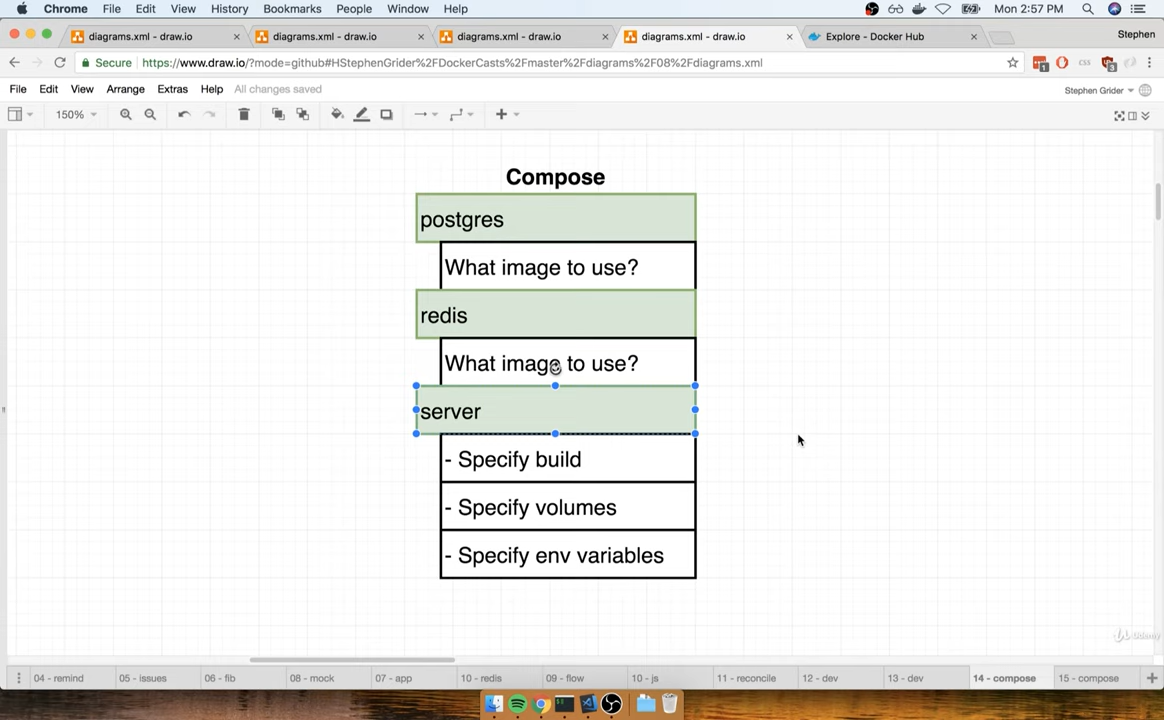 Chrome File Edit View History Bookmarks People Window Help Mon 2:57 PM
diagrams.xml - draw.io diagrams.xml - draw.io diagrams.xml - draw.io diagrams.xml - draw.io Explore - Docker Hub Stephen
Secure https://www.draw.io/?mode=github#HStephenGrider%2FDockerCasts%2Fmaster%2Fdiagrams%2F08%2Fdiagrams.xml
File Edit View Arrange Extras Help All changes saved Stephen Grider
150%
Compose
postgres
What image to use?
redis
What image to use?
server
- Specify build
- Specify volumes
- Specify env variables
Udemy
04 - remind 05 - issues 06 - fib 08 - mock 07 - app 10 - redis 09 - flow 10 - js 11 - reconcile 12 - dev 13 - dev 14 - compose 15 - compose